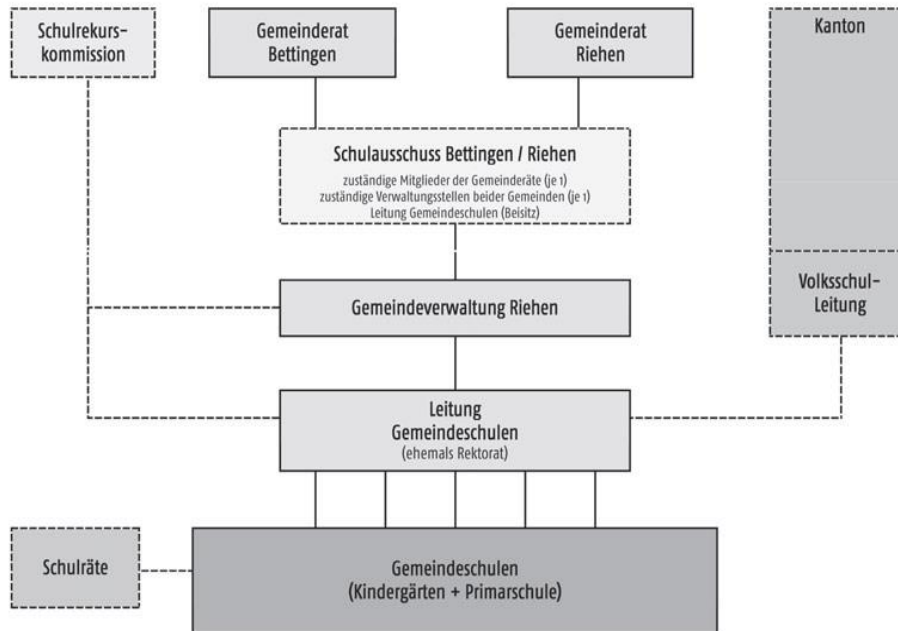 Schulrekurs-
kommission
Gemeinderat
Bettingen
Gemeinderat
Riehen
Kanton
Schulausschuss Bettingen / Riehen
zuständige Mitglieder der Gemeinderäte (je 1)
zuständige Verwaltungsstellen beider Gemeinden (je 1)
Leitung Gemeindeschulen (Beisitz)
Volksschul-
Leitung
Gemeindeverwaltung Riehen
Leitung
Gemeindeschulen
(ehemals Rektorat)
Schulräte
Gemeindeschulen
(Kindergärten + Primarschule)